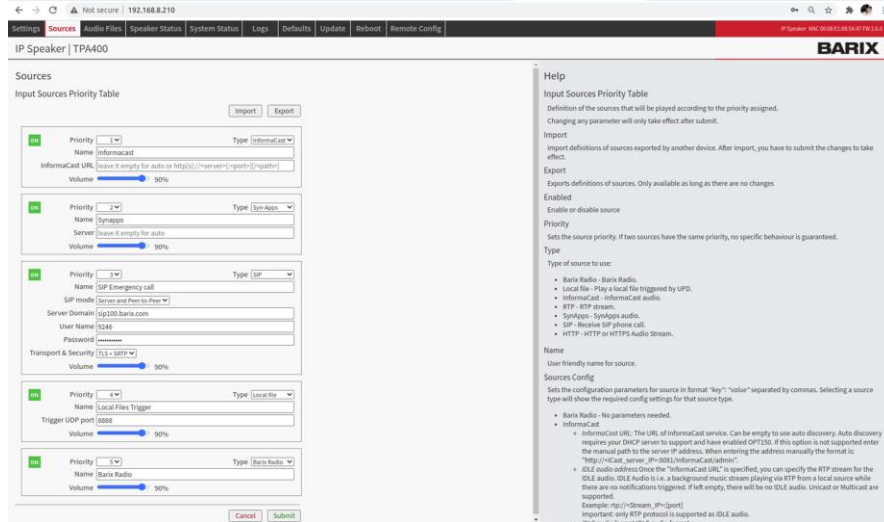 Not secure | 192.168.8.210
Settings Sources Audio Files Speaker Status System Status Logs Defaults Update Reboot Remote Config
IP Speaker | TPA400
BARIX
Sources
Input Sources Priority Table
Import Export
ON Priority 1 Type InformaCast
Name Informacast
InformaCast URL leave it empty for auto or http(s)://<server>[:<port>][/<path>]
Volume 90%
ON Priority 2 Type Syn-Apps
Name Synapps
Server leave it empty for auto
Volume 90%
ON Priority 3 Type SIP
Name SIP Emergency call
SIP mode Server and Peer-to-Peer
Server Domain sip100.barix.com
User Name 9246
Password
Transport & Security TLS + SRTP
Volume 90%
ON Priority 4 Type Local file
Name Local Files Trigger
Trigger UDP port 8888
Volume 90%
ON Priority 5 Type Barix Radio
Name Barix Radio
Volume 90%
Cancel Submit
Help
Input Sources Priority Table
Definition of the sources that will be played according to the priority assigned.
Changing any parameter will only take effect after submit.
Import
Import definitions of sources exported by another device. After import, you have to submit the changes to take
effect.
Export
Exports definitions of sources. Only available as long as there are no changes
Enabled
Enable or disable source
Priority
Sets the source priority. If two sources have the same priority, no specific behaviour is guaranteed.
Type
Type of source to use:
• Barix Radio - Barix Radio.
• Local file - Play a local file triggered by UPD.
• InformaCast - InformaCast audio.
• RTP - RTP stream.
• SynApps - SynApps audio.
• SIP - Receive SIP phone call.
• HTTP - HTTP or HTTPS Audio Stream.
Name
User friendly name for source.
Sources Config
Sets the configuration parameters for source in format "key": "value" separated by commas. Selecting a source
type will show the required config settings for that source type.
• Barix Radio - No parameters needed.
• InformaCast
InformaCast URL: The URL of InformaCast service. Can be empty to use auto discovery. Auto discovery
requires your DHCP server to support and have enabled OPT150. If this option is not supported enter
the manual path to the server IP address. When entering the address manually the format is:
"http://<ICast_server_IP>:8081/InformaCast/admin".
IDLE audio address:Once the "InformaCast URL" is specified, you can specify the RTP stream for the
IDLE audio. IDLE Audio is i.e. a background music stream playing via RTP from a local source while
there are no notifications triggered. If left empty, there will be no IDLE audio. Unicast or Multicast are
supported.
Example: rtp://<Stream_IP>:[port]
Important: only RTP protocol is supported as IDLE audio.